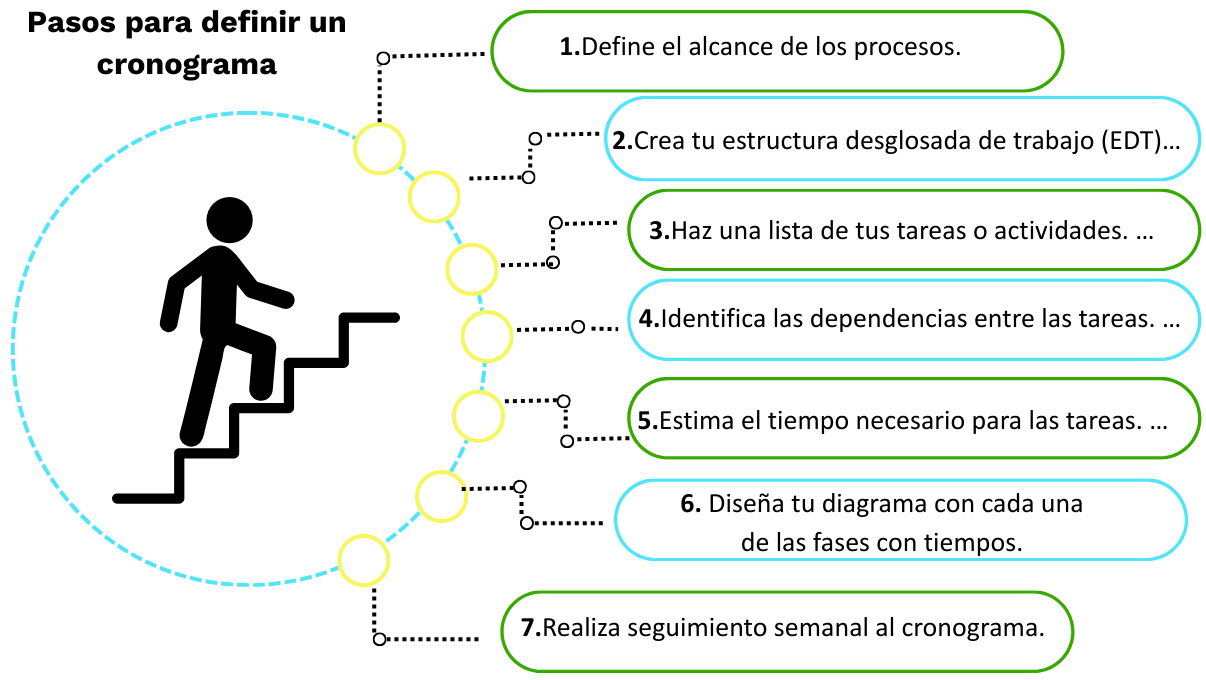 Pasos para definir un
cronograma
1.Define el alcance de los procesos.
2.Crea tu estructura desglosada de trabajo (EDT)...
3.Haz una lista de tus tareas o actividades. ...
4.Identifica las dependencias entre las tareas. ...
5.Estima el tiempo necesario para las tareas. ...
6. Diseña tu diagrama con cada una
de las fases con tiempos.
7.Realiza seguimiento semanal al cronograma.